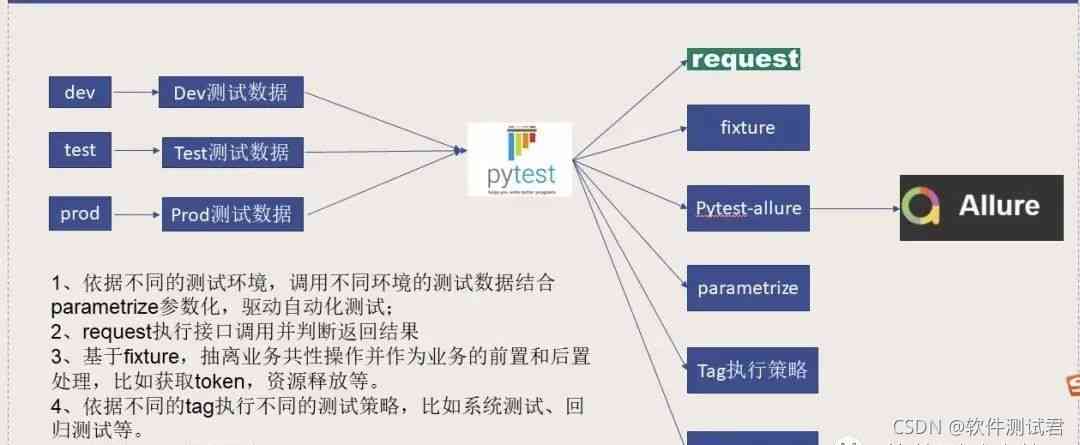 request
dev
Dev测试数据
fixture
test
Test测试数据
pytest
helps you write better programs
prod
Prod测试数据
Pytest-allure
Allure
parametrize
Tag执行策略
1、依据不同的测试环境，调用不同环境的测试数据结合
parametrize参数化，驱动自动化测试；
2、request执行接口调用并判断返回结果
3、基于fixture，抽离业务共性操作并作为业务的前置和后置
处理，比如获取token，资源释放等。
4、依据不同的tag执行不同的测试策略，比如系统测试、回
归测试等。
CSDN @软件测试君